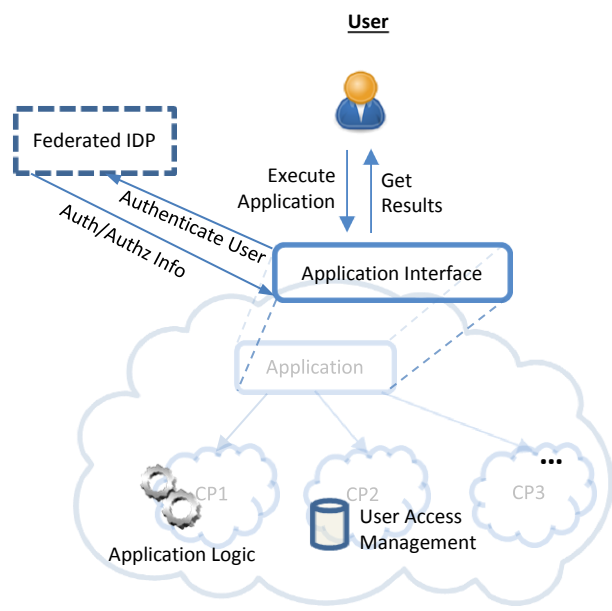 User
Federated IDP
Execute
Application
Get
Results
Authenticate User
Auth/Authz Info
Application Interface
Application
CP1
CP2
CP3
...
Application Logic
User Access
Management